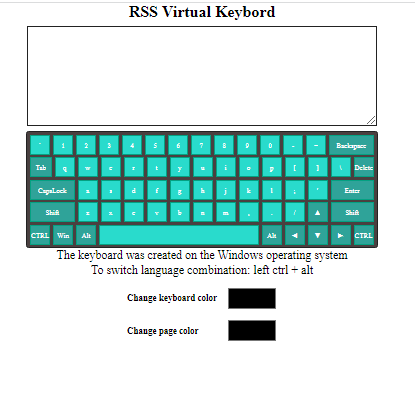 RSS Virtual Keybord
` 1 2 3 4 5 6 7 8 9 0 - = Backspace
Tab q w e r t y u i o p [ ] \ Delete
CapsLock a s d f g h j k l ; ' Enter
Shift z x c v b n m , . / ▲ Shift
CTRL Win Alt Alt ◄ ▼ ► CTRL
The keyboard was created on the Windows operating system
To switch language combination: left ctrl + alt
Change keyboard color
Change page color